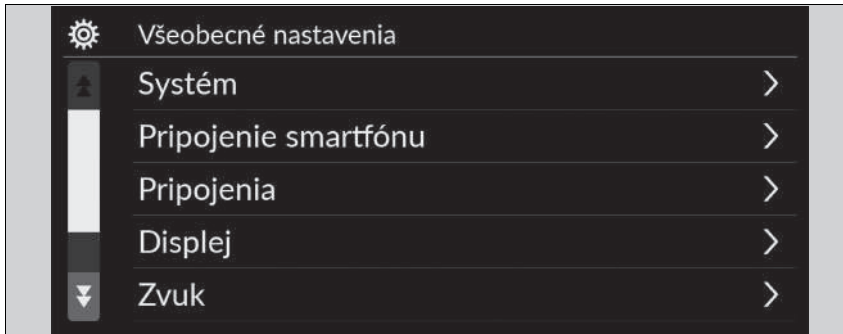 Všeobecné nastavenia
Systém
Pripojenie smartfónu
Pripojenia
Displej
Zvuk